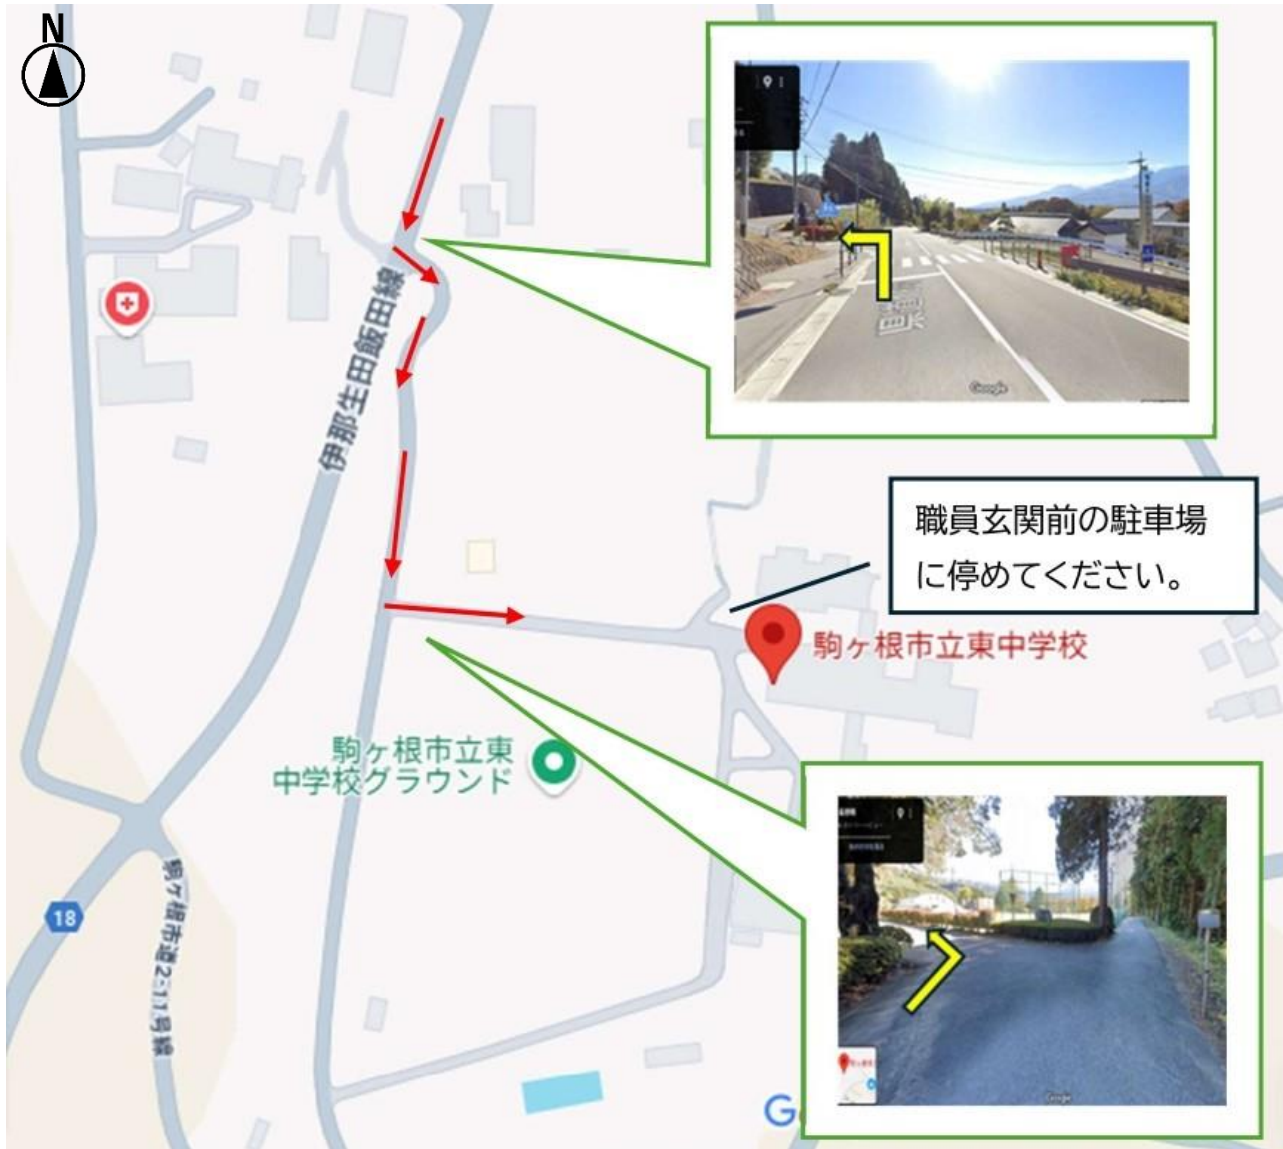 N
伊那生田飯田線
職員玄関前の駐車場
に停めてください。
駒ヶ根市立東中学校
駒ヶ根市立東
中学校グラウンド
18
駒ヶ根市道2-11号線
Google
Google
G